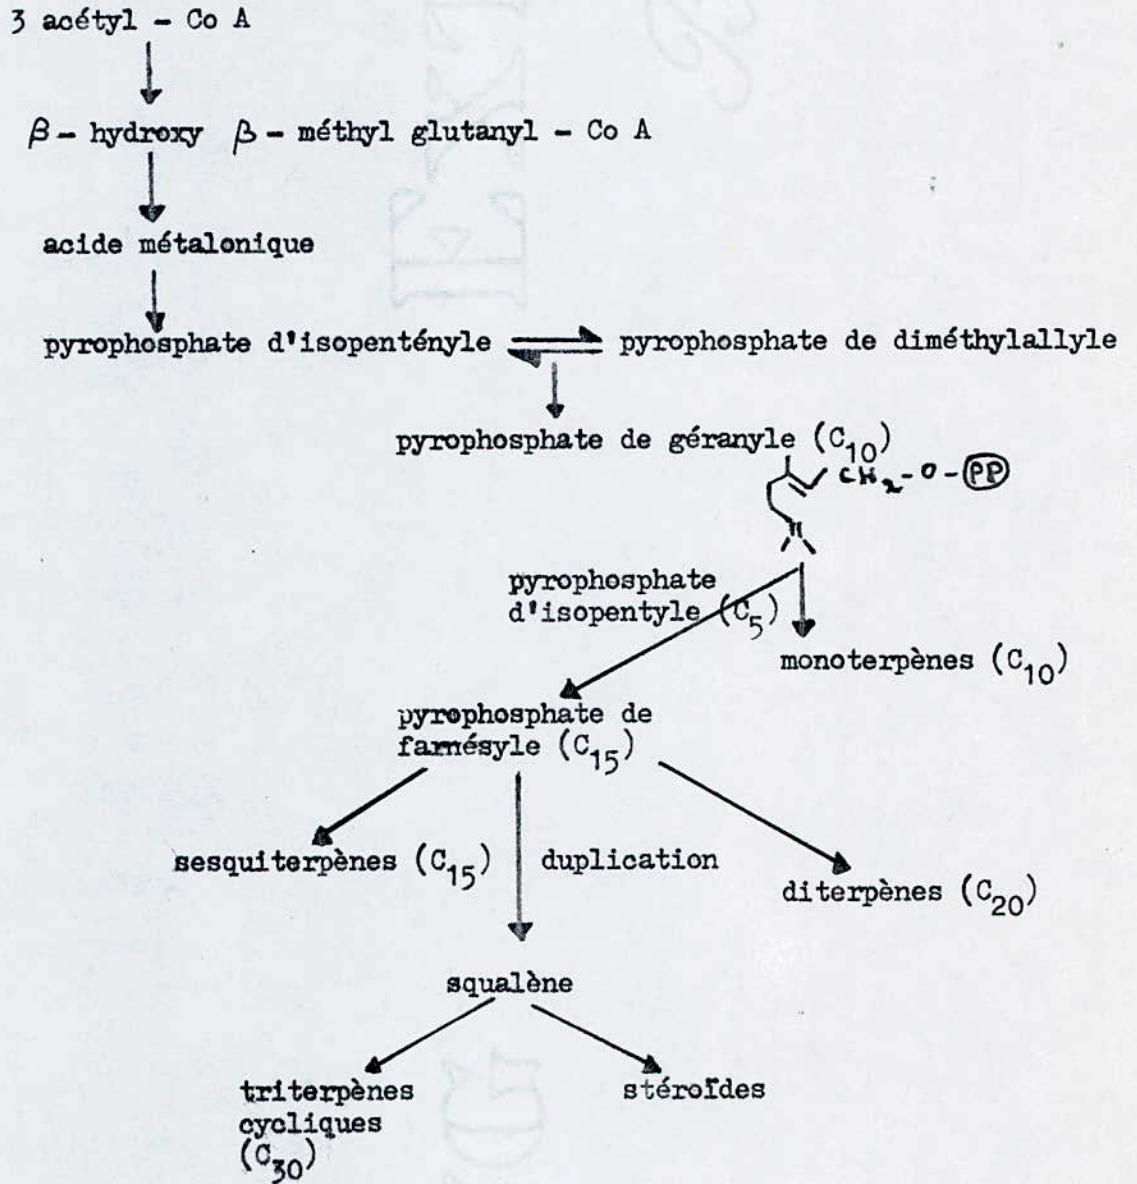 3 acétyl - Co A
β - hydroxy β - méthyl glutanyl - Co A
acide métalonique
pyrophosphate d'isopentényle pyrophosphate de diméthylallyle
pyrophosphate de géranyle (C10)
CH2-O-PP
pyrophosphate
d'isopentyle (C5)
monoterpènes (C10)
pyrophosphate de
farnésyle (C15)
sesquiterpènes (C15) duplication
diterpènes (C20)
squalène
triterpènes stéroïdes
cycliques
(C30)